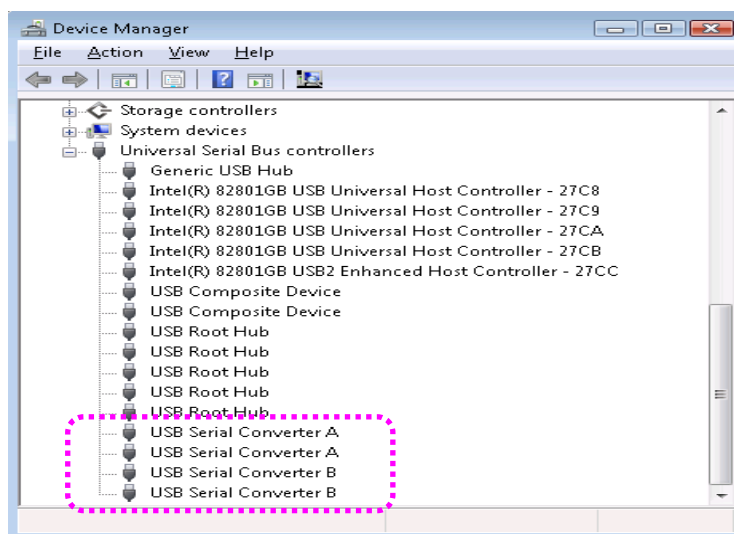 Device Manager
File Action View Help
Storage controllers
System devices
Universal Serial Bus controllers
Generic USB Hub
Intel(R) 82801GB USB Universal Host Controller - 27C8
Intel(R) 82801GB USB Universal Host Controller - 27C9
Intel(R) 82801GB USB Universal Host Controller - 27CA
Intel(R) 82801GB USB Universal Host Controller - 27CB
Intel(R) 82801GB USB2 Enhanced Host Controller - 27CC
USB Composite Device
USB Composite Device
USB Root Hub
USB Root Hub
USB Root Hub
USB Root Hub
USB Root Hub
USB Serial Converter A
USB Serial Converter A
USB Serial Converter B
USB Serial Converter B